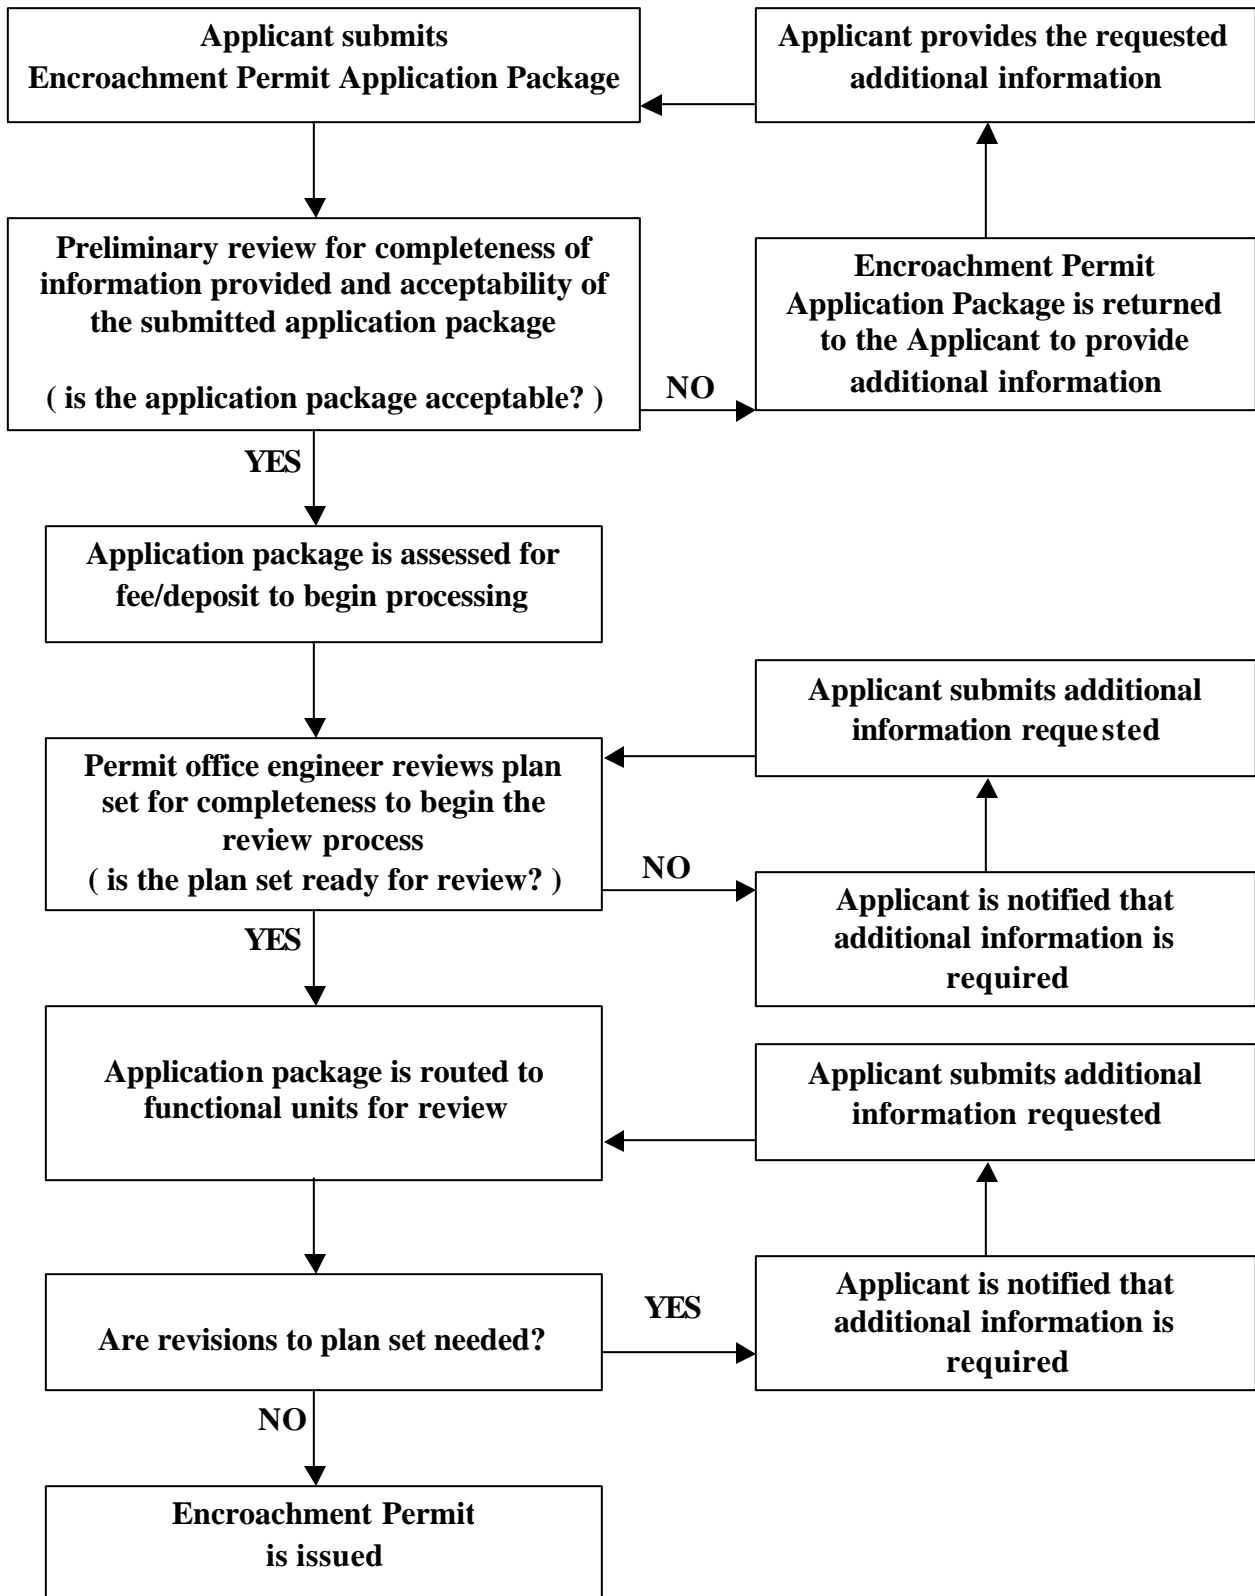 Applicant submits
Encroachment Permit Application Package
Applicant provides the requested
additional information
Preliminary review for completeness of
information provided and acceptability of
the submitted application package
( is the application package acceptable? )
NO
Encroachment Permit
Application Package is returned
to the Applicant to provide
additional information
YES
Application package is assessed for
fee/deposit to begin processing
Applicant submits additional
information requested
Permit office engineer reviews plan
set for completeness to begin the
review process
( is the plan set ready for review? )
NO
Applicant is notified that
additional information is
required
YES
Application package is routed to
functional units for review
Applicant submits additional
information requested
Are revisions to plan set needed?
YES
Applicant is notified that
additional information is
required
NO
Encroachment Permit
is issued